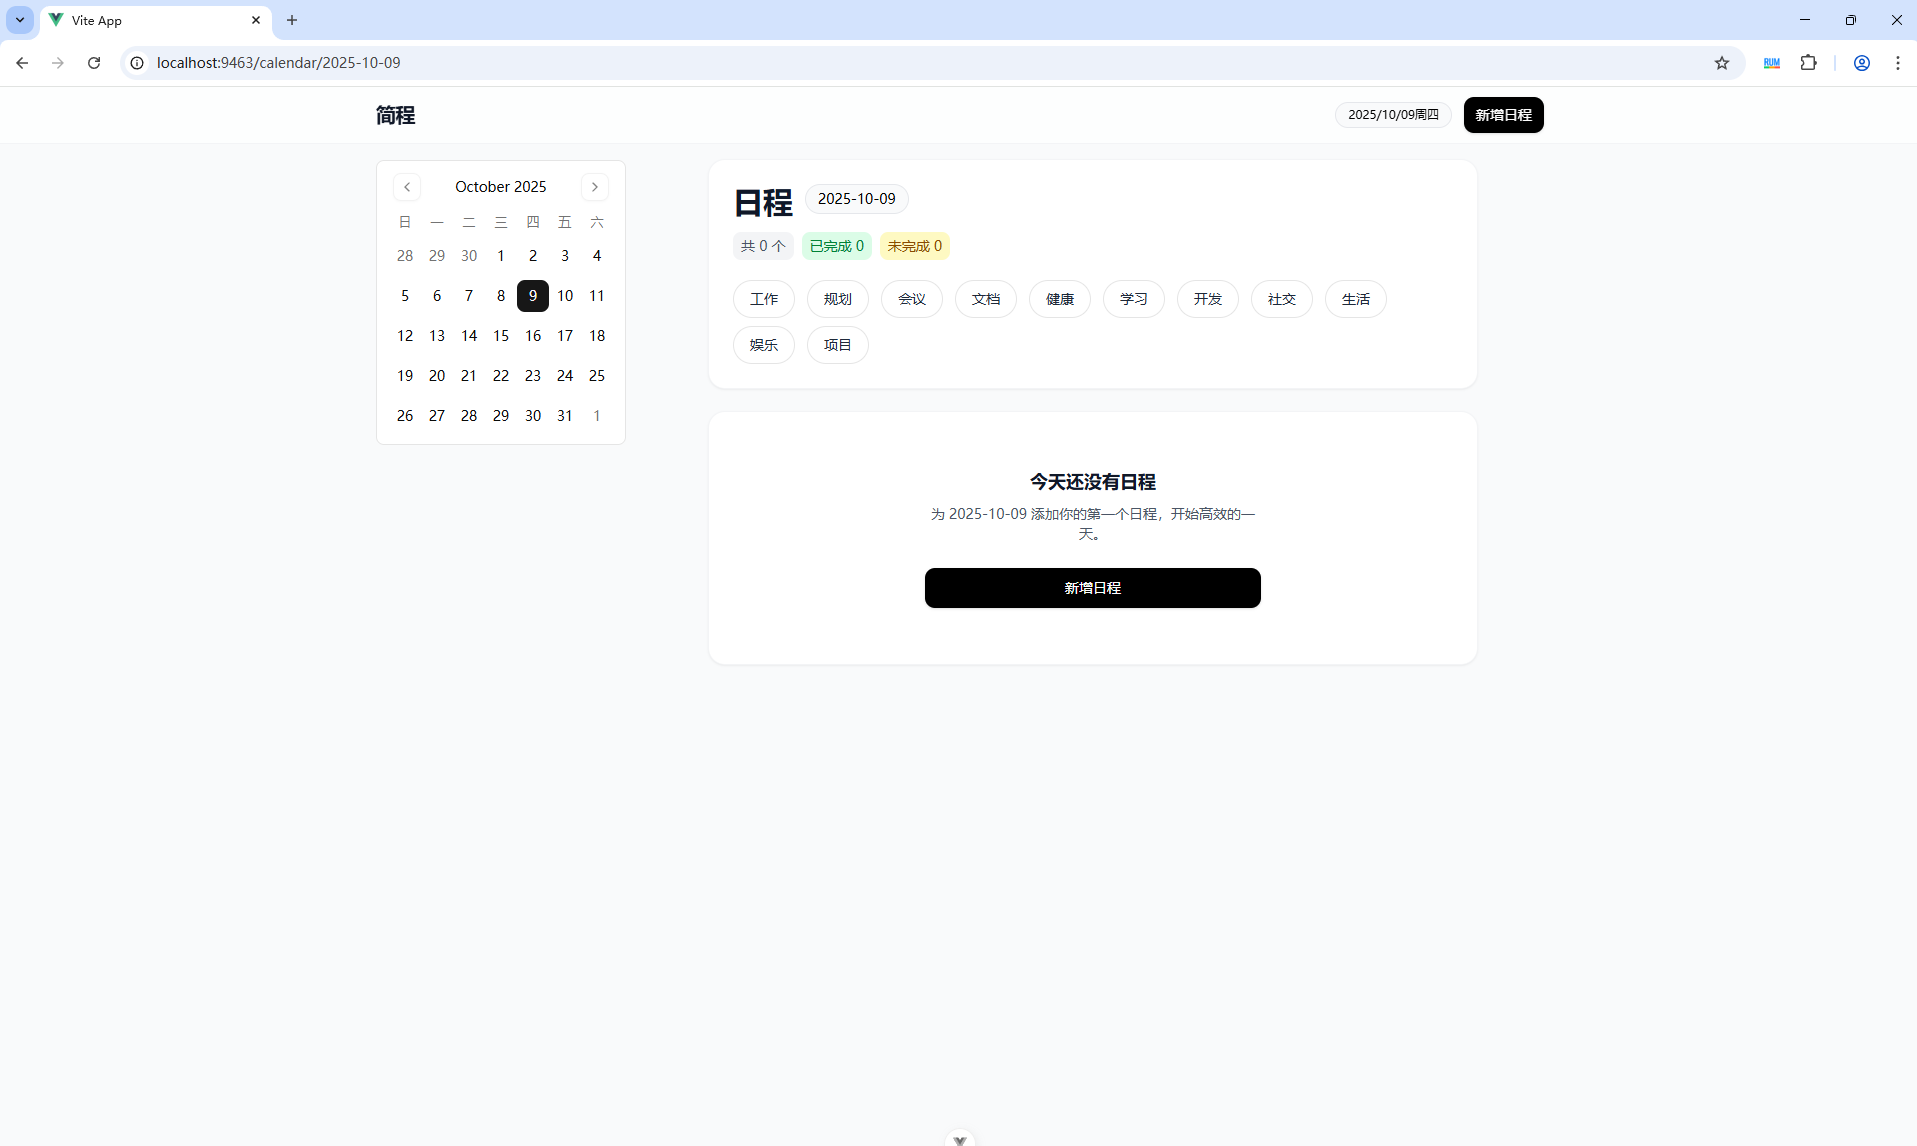 Vite App
localhost:9463/calendar/2025-10-09
RUM
简程
2025/10/09周四
新增日程
October 2025
日 一 二 三 四 五 六
28 29 30 1 2 3 4
5 6 7 8 9 10 11
12 13 14 15 16 17 18
19 20 21 22 23 24 25
26 27 28 29 30 31 1
日程 2025-10-09
共 0 个 已完成 0 未完成 0
工作 规划 会议 文档 健康 学习 开发 社交 生活
娱乐 项目
今天还没有日程
为 2025-10-09 添加你的第一个日程，开始高效的一
天。
新增日程